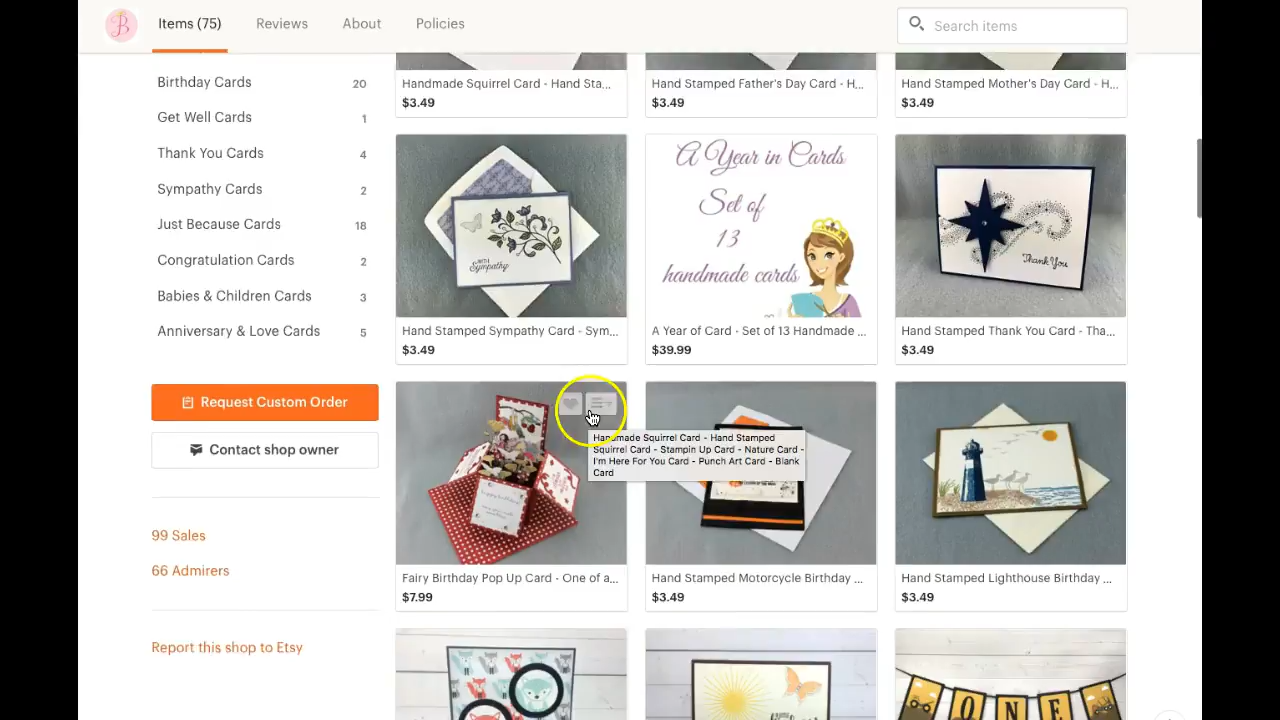 B
Items (75)
Reviews
About
Policies
Search items
Birthday Cards 20
Get Well Cards 1
Thank You Cards 4
Sympathy Cards 2
Just Because Cards 18
Congratulation Cards 2
Babies & Children Cards 3
Anniversary & Love Cards 5
Request Custom Order
Contact shop owner
99 Sales
66 Admirers
Report this shop to Etsy
Handmade Squirrel Card - Hand Sta...
$3.49
Hand Stamped Father's Day Card - H...
$3.49
Hand Stamped Mother's Day Card - H...
$3.49
With
Sympathy
A Year in Cards
Set of
13
handmade cards
Thank You
Hand Stamped Sympathy Card - Sym...
$3.49
A Year of Card - Set of 13 Handmade ...
$39.99
Hand Stamped Thank You Card - Tha...
$3.49
Handmade Squirrel Card - Hand Stamped
Squirrel Card - Stampin Up Card - Nature Card -
I'm Here For You Card - Punch Art Card - Blank
Card
Fairy Birthday Pop Up Card - One of a...
$7.99
Hand Stamped Motorcycle Birthday ...
$3.49
Hand Stamped Lighthouse Birthday ...
$3.49
ONE